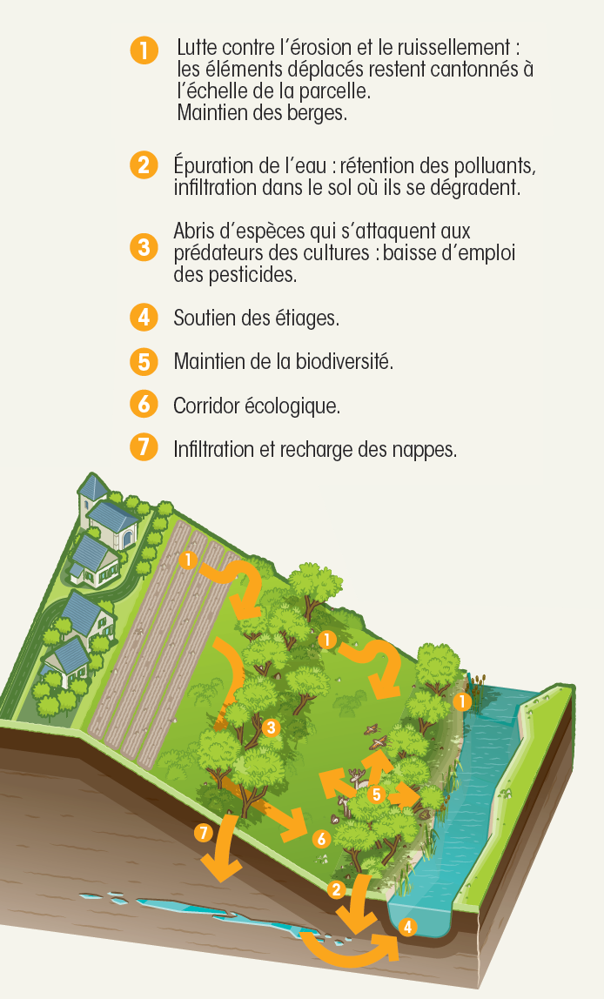 1 Lutte contre l'érosion et le ruissellement :
les éléments déplacés restent cantonnés à
l'échelle de la parcelle.
Maintien des berges.
2 Épuration de l'eau : rétention des polluants,
infiltration dans le sol où ils se dégradent.
3 Abris d'espèces qui s'attaquent aux
prédateurs des cultures : baisse d'emploi
des pesticides.
4 Soutien des étiages.
5 Maintien de la biodiversité.
6 Corridor écologique.
7 Infiltration et recharge des nappes.
1
1
1
3
5
7
6
2
4